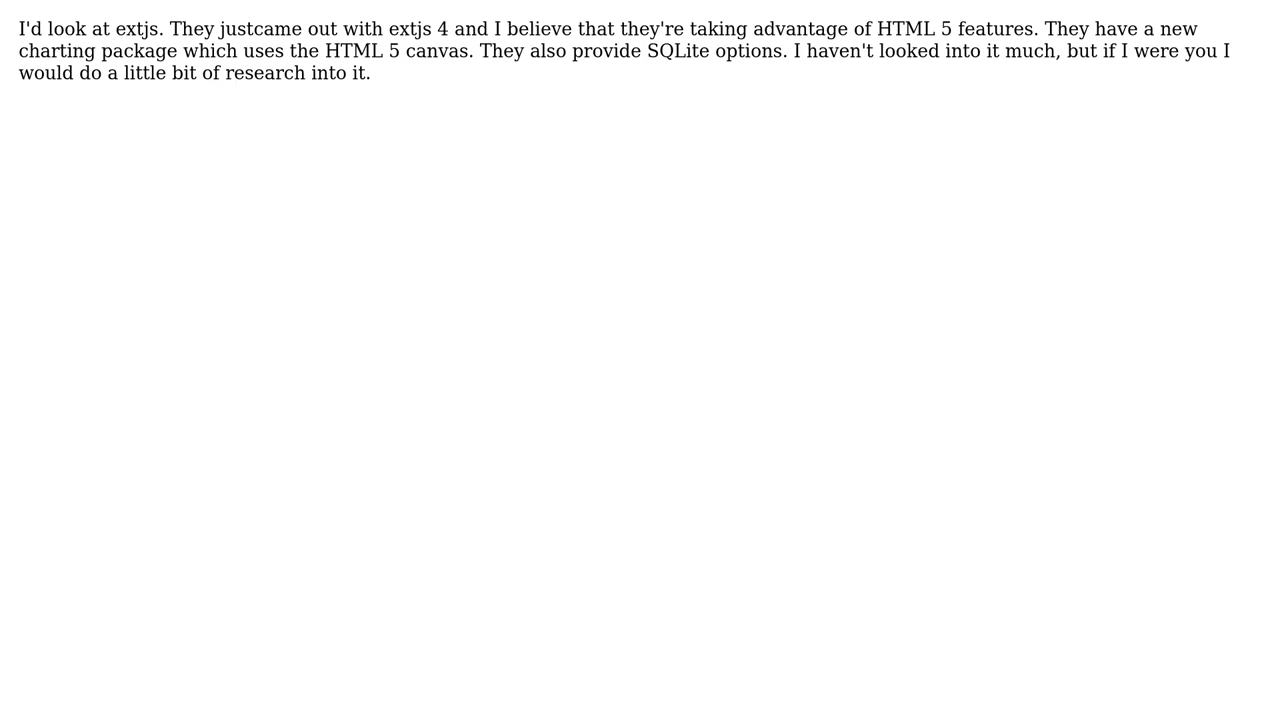 I'd look at extjs. They justcame out with extjs 4 and I believe that they're taking advantage of HTML 5 features. They have a new
charting package which uses the HTML 5 canvas. They also provide SQLite options. I haven't looked into it much, but if I were you I
would do a little bit of research into it.